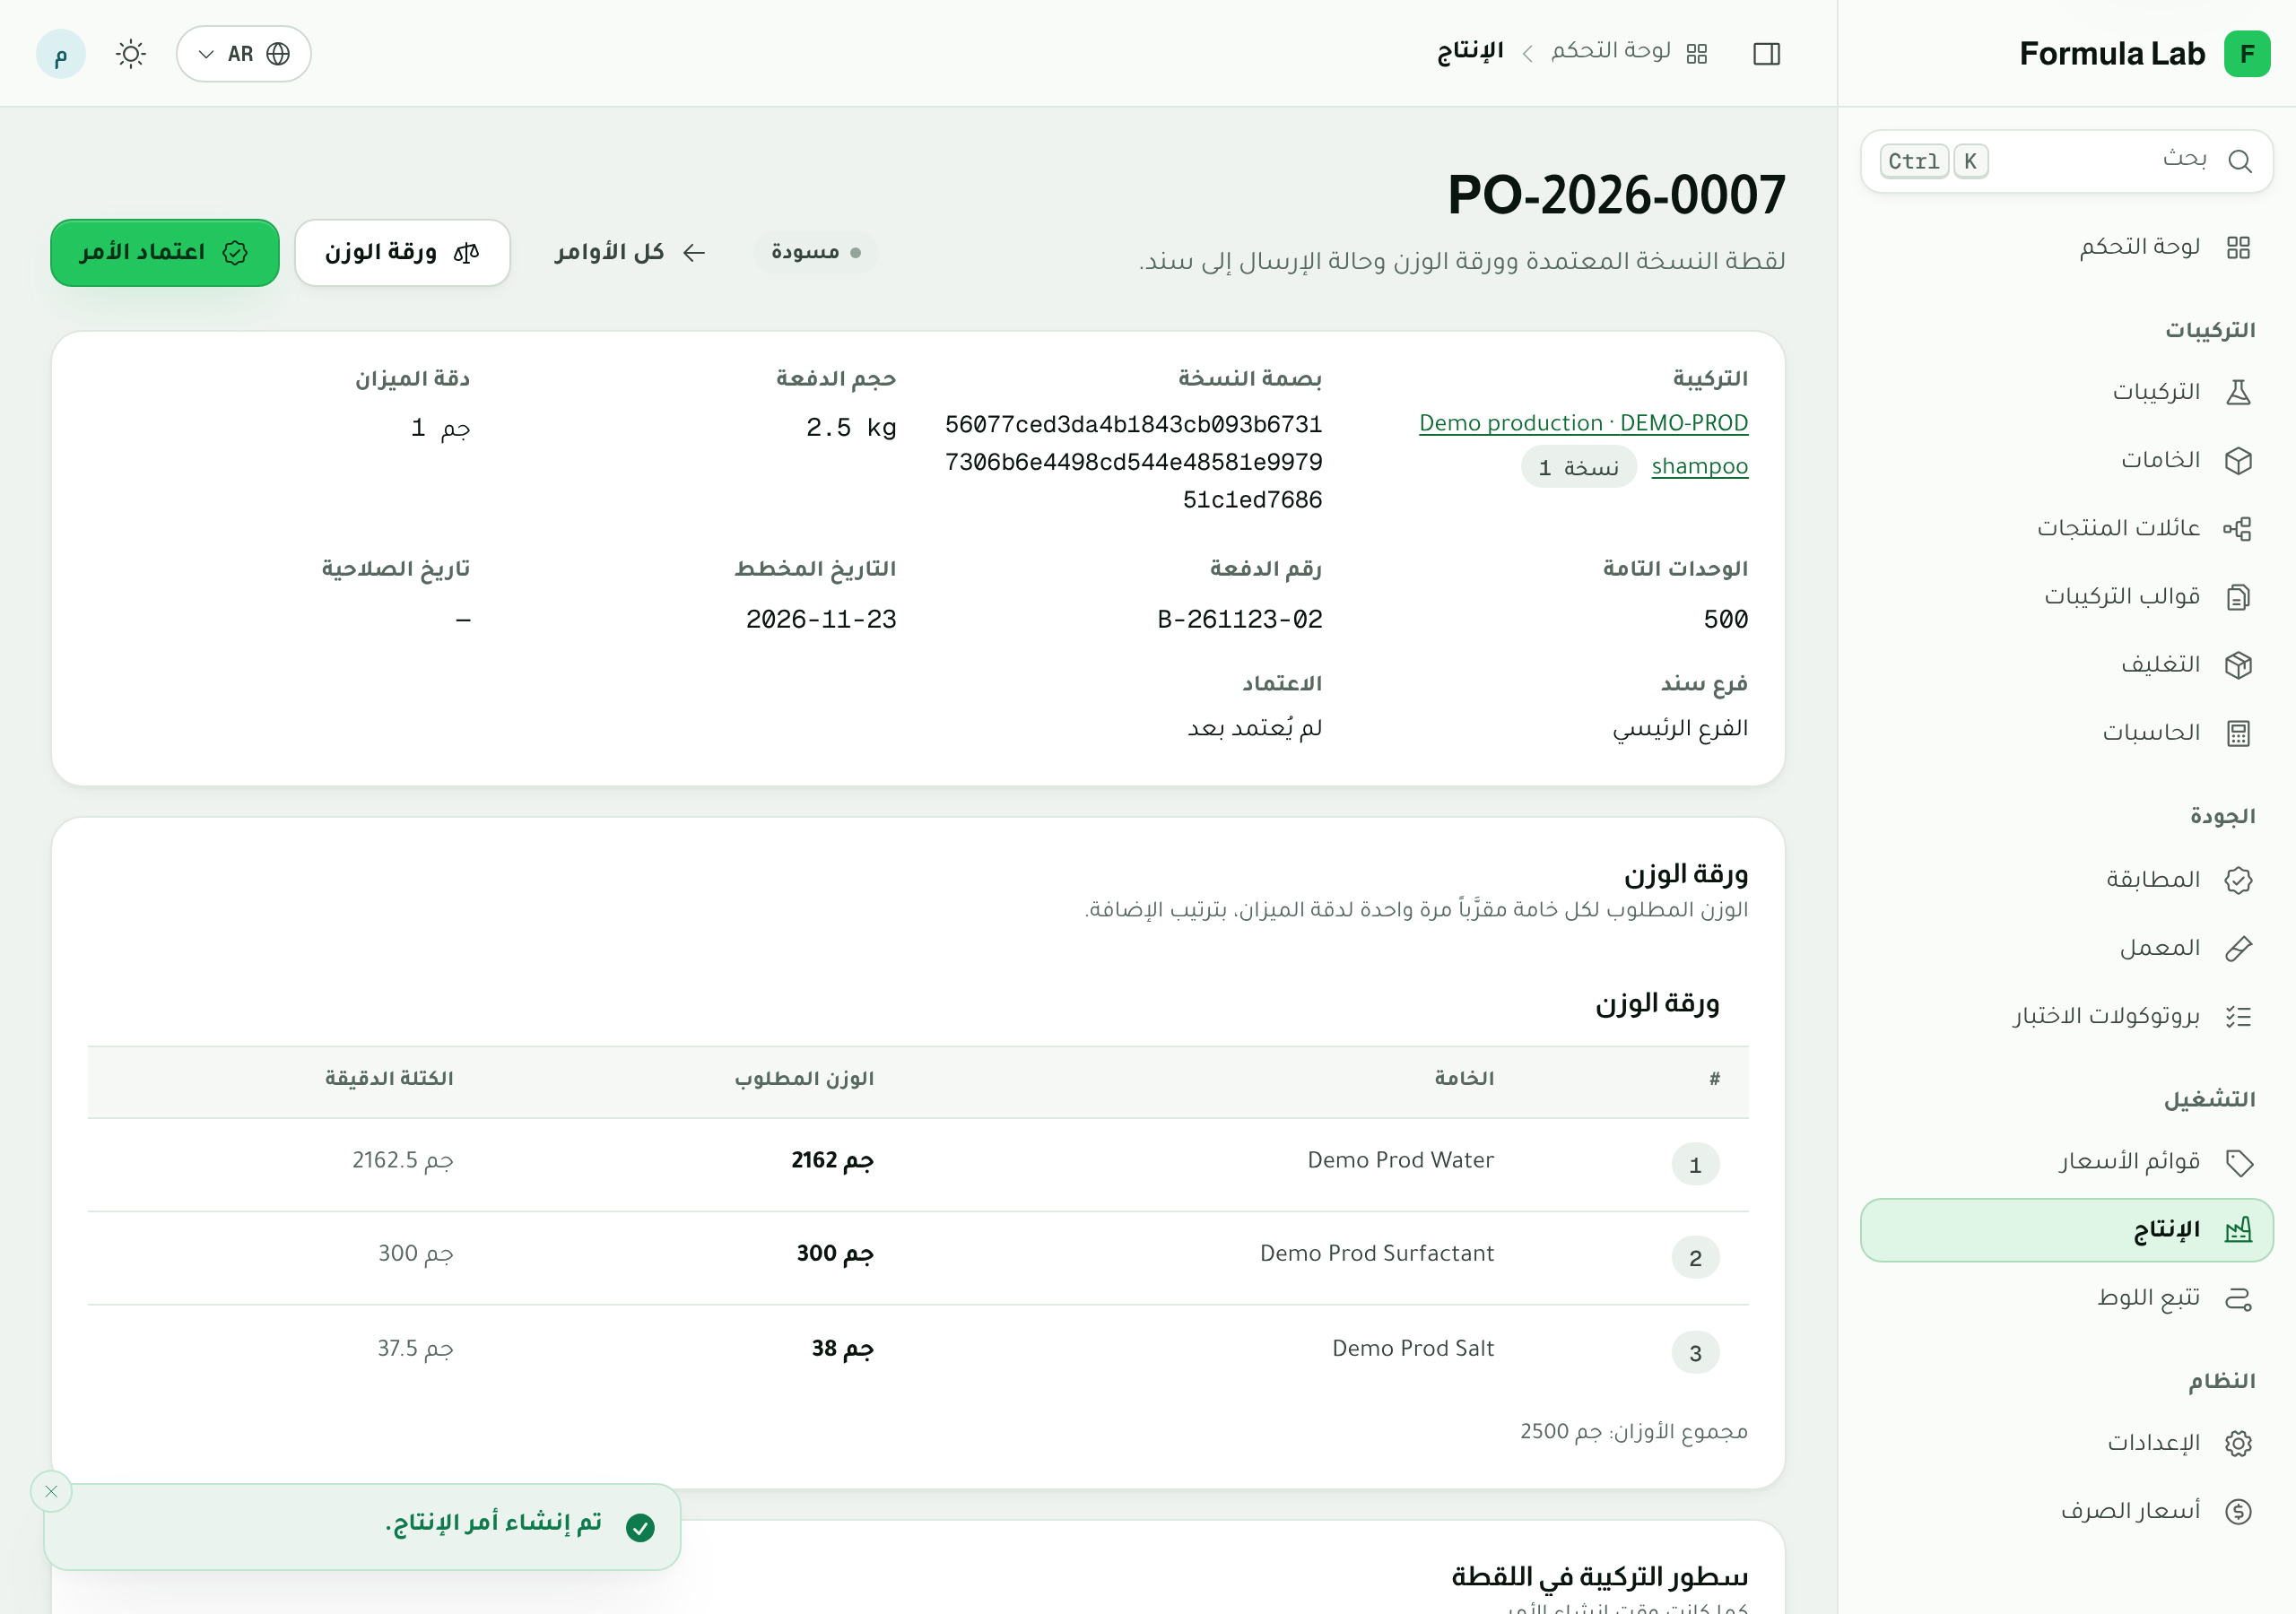 Formula Lab
F
بحث
Ctrl K
لوحة التحكم
التركيبات
التركيبات
الخامات
عائلات المنتجات
قوالب التركيبات
التغليف
الحاسبات
الجودة
المطابقة
المعمل
بروتوكولات الاختبار
التشغيل
قوائم الأسعار
الإنتاج
تتبع اللوط
النظام
الإعدادات
أسعار الصرف
لوحة التحكم
الإنتاج
AR
م
PO-2026-0007
لقطة النسخة المعتمدة وورقة الوزن وحالة الإرسال إلى سند.
مسودة
كل الأوامر
ورقة الوزن
اعتماد الأمر
التركيبة
Demo production · DEMO-PROD
shampoo
نسخة 1
بصمة النسخة
56077ced3da4b1843cb093b6731
7306b6e4498cd544e48581e9979
51c1ed7686
حجم الدفعة
2.5 kg
دقة الميزان
جم 1
الوحدات التامة
500
رقم الدفعة
B-261123-02
التاريخ المخطط
2026-11-23
تاريخ الصلاحية
—
فرع سند
الفرع الرئيسي
الاعتماد
لم يُعتمد بعد
ورقة الوزن
الوزن المطلوب لكل خامة مقرَّباً مرة واحدة لدقة الميزان، بترتيب الإضافة.
ورقة الوزن
# الخامة الوزن المطلوب الكتلة الدقيقة
1 Demo Prod Water جم 2162 جم 2162.5
2 Demo Prod Surfactant جم 300 جم 300
3 Demo Prod Salt جم 38 جم 37.5
مجموع الأوزان: جم 2500
تم إنشاء أمر الإنتاج.
سطور التركيبة في اللقطة
كما كانت وقت إنشاء الأمر